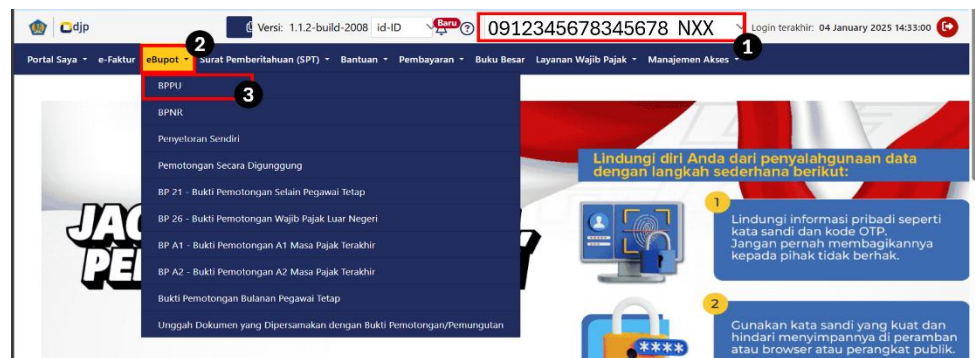 djp
Versi: 1.1.2-build-2008
id-ID
Baru
0912345678345678 NXX
Login terakhir: 04 January 2025 14:33:00
1
2
Portal Saya
e-Faktur
eBupot
Surat Pemberitahuan (SPT)
Bantuan
Pembayaran
Buku Besar
Layanan Wajib Pajak
Manajemen Akses
BPPU
3
BPNR
Penyetoran Sendiri
Pemotongan Secara Digunggung
BP 21 - Bukti Pemotongan Selain Pegawai Tetap
BP 26 - Bukti Pemotongan Wajib Pajak Luar Negeri
BP A1 - Bukti Pemotongan A1 Masa Pajak Terakhir
BP A2 - Bukti Pemotongan A2 Masa Pajak Terakhir
Bukti Pemotongan Bulanan Pegawai Tetap
Unggah Dokumen yang Dipersamakan dengan Bukti Pemotongan/Pemungutan
Lindungi diri Anda dari penyalahgunaan data
dengan langkah sederhana berikut:
1
Lindungi informasi pribadi seperti
kata sandi dan kode OTP.
Jangan pernah membagikannya
kepada pihak tidak berhak.
2
Gunakan kata sandi yang kuat dan
hindari menyimpannya di peramban
atau browser atau perangkat publik.
****